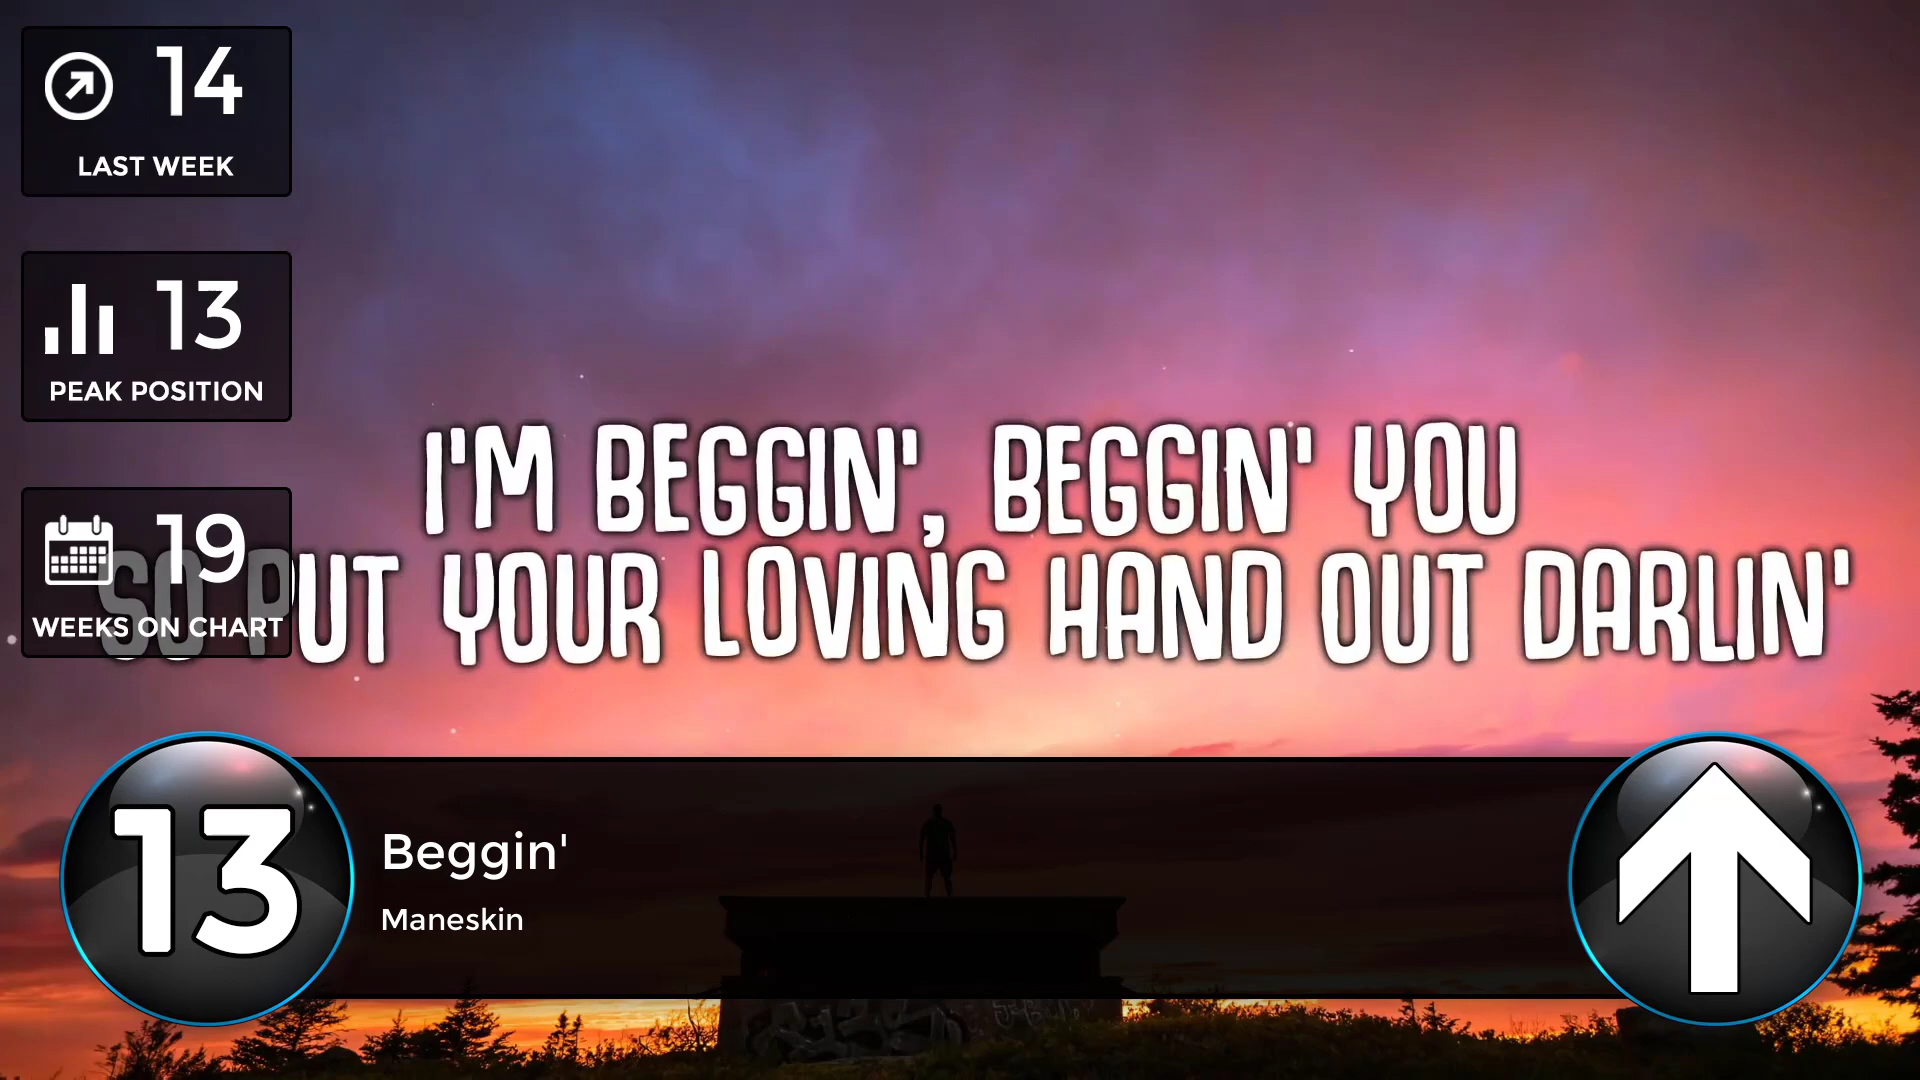 14
LAST WEEK
13
PEAK POSITION
19
WEEKS ON CHART
I'M BEGGIN', BEGGIN' YOU
SO PUT YOUR LOVING HAND OUT DARLIN'
13
Beggin'
Maneskin